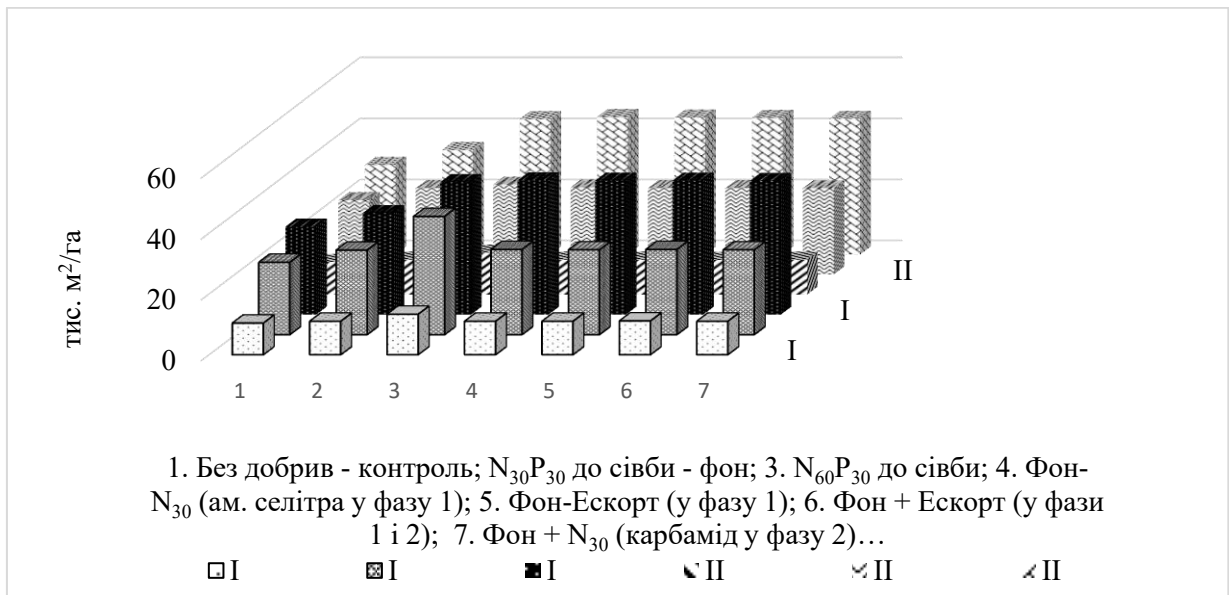 60
40
20
0
тис. м²/га
II
I
I
1 2 3 4 5 6 7
1. Без добрив - контроль; N₃₀P₃₀ до сівби - фон; 3. N₆₀P₃₀ до сівби; 4. Фон-
N₃₀ (ам. селітра у фазу 1); 5. Фон-Ескорт (у фазу 1); 6. Фон + Ескорт (у фази
1 і 2); 7. Фон + N₃₀ (карбамід у фазу 2)…
I I I II II II